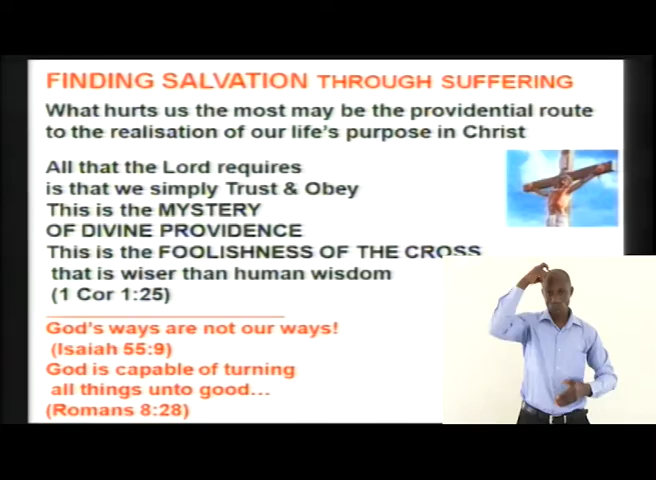 FINDING SALVATION THROUGH SUFFERING
What hurts us the most may be the providential route
to the realisation of our life's purpose in Christ
All that the Lord requires
is that we simply Trust & Obey
This is the MYSTERY
OF DIVINE PROVIDENCE
This is the FOOLISHNESS OF THE CROSS
that is wiser than human wisdom
(1 Cor 1:25)
God's ways are not our ways!
(Isaiah 55:9)
God is capable of turning
all things unto good...
(Romans 8:28)